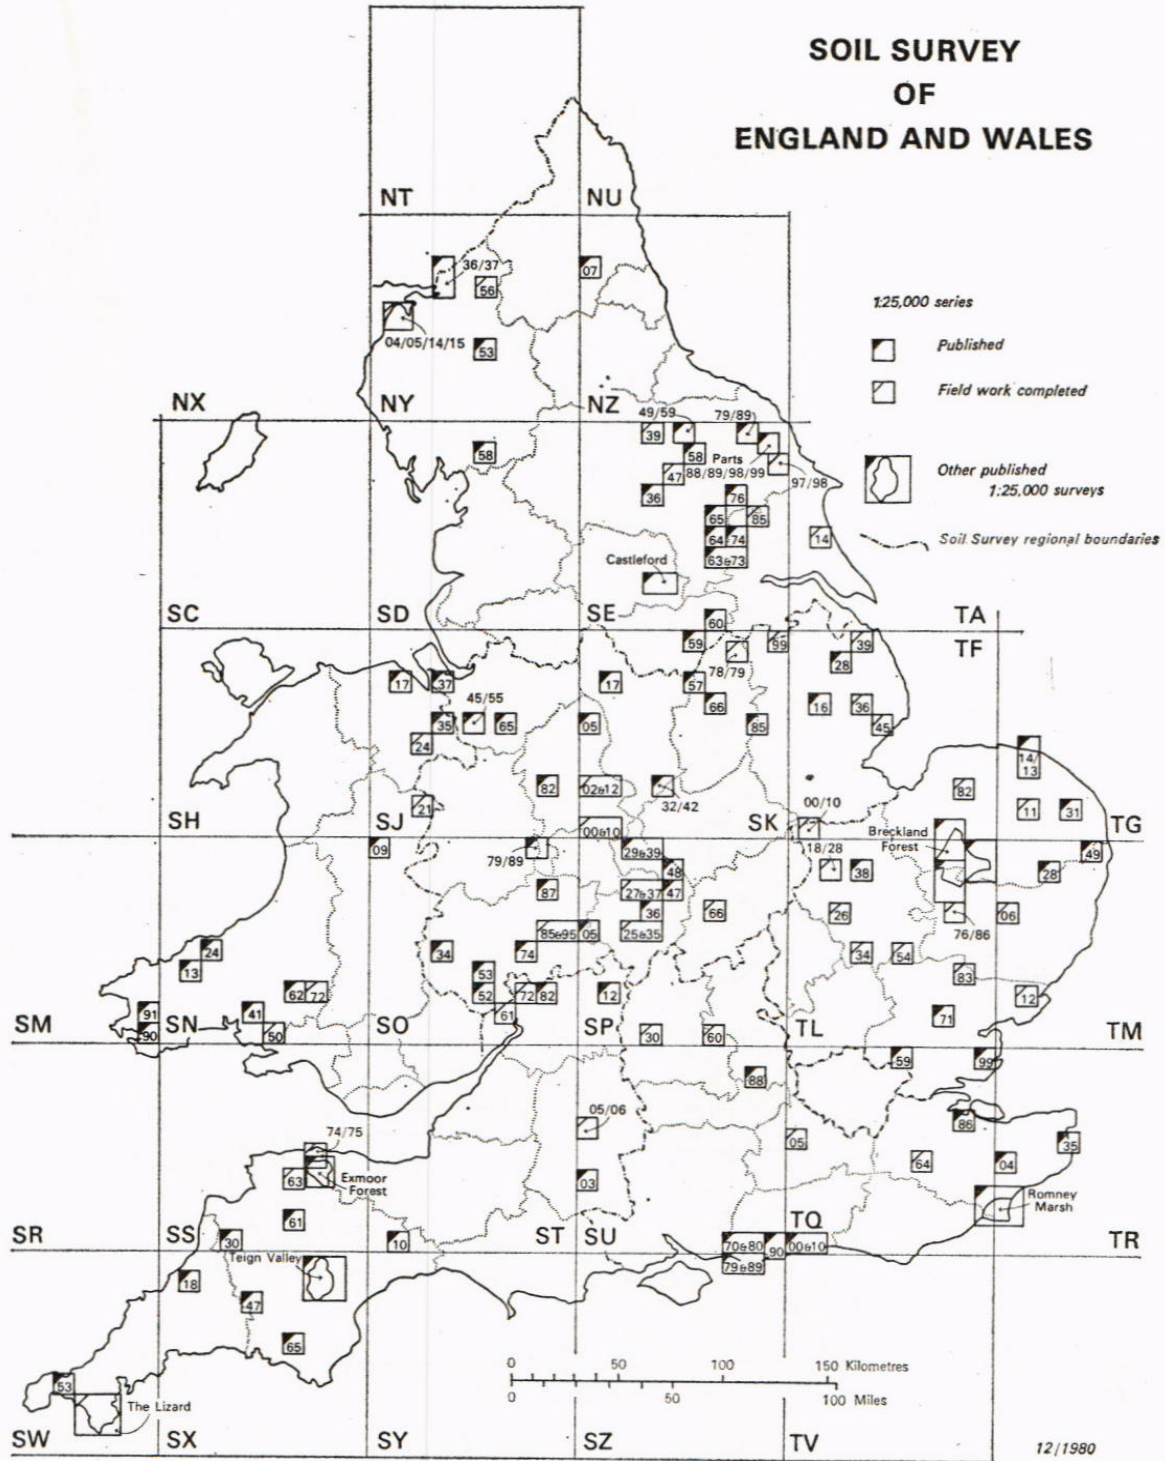 SOIL SURVEY
OF
ENGLAND AND WALES
NT
NU
36/37
56
07
04/05/14/15
53
1:25,000 series
Published
Field work completed
Other published
1:25,000 surveys
Soil Survey regional boundaries
NX
NY
NZ
49/59
79/89
39
58
58
Parts
88/89/98/99
47
97/98
36
76
65
85
64
74
14
63&73
Castleford
SC
SD
SE
60
TA
TF
59
99
39
78/79
28
17
37
17
57
45/55
66
16
36
35
65
05
85
45
24
14/
13
82
02&12
32/42
82
21
00/10
11
31
SH
SJ
00&10
SK
Breckland
Forest
TG
09
79/89
29&39
18/28
49
48
38
28
87
27&37
47
36
66
26
76/86
06
85&95
05
25&35
24
34
74
34
54
13
53
83
62
72
52
72
82
12
12
91
41
61
71
90
50
30
60
SM
SN
SO
SP
TL
TM
59
99
88
05/06
86
74/75
05
35
63
Exmoor
Forest
64
04
03
61
Romney
Marsh
30
10
TQ
SR
SS
ST
SU
70&80
90
00&10
TR
Teign Valley
79&89
18
47
65
0 50 100 150 Kilometres
53
0 50 100 Miles
The Lizard
SW
SX
SY
SZ
TV
12/1980